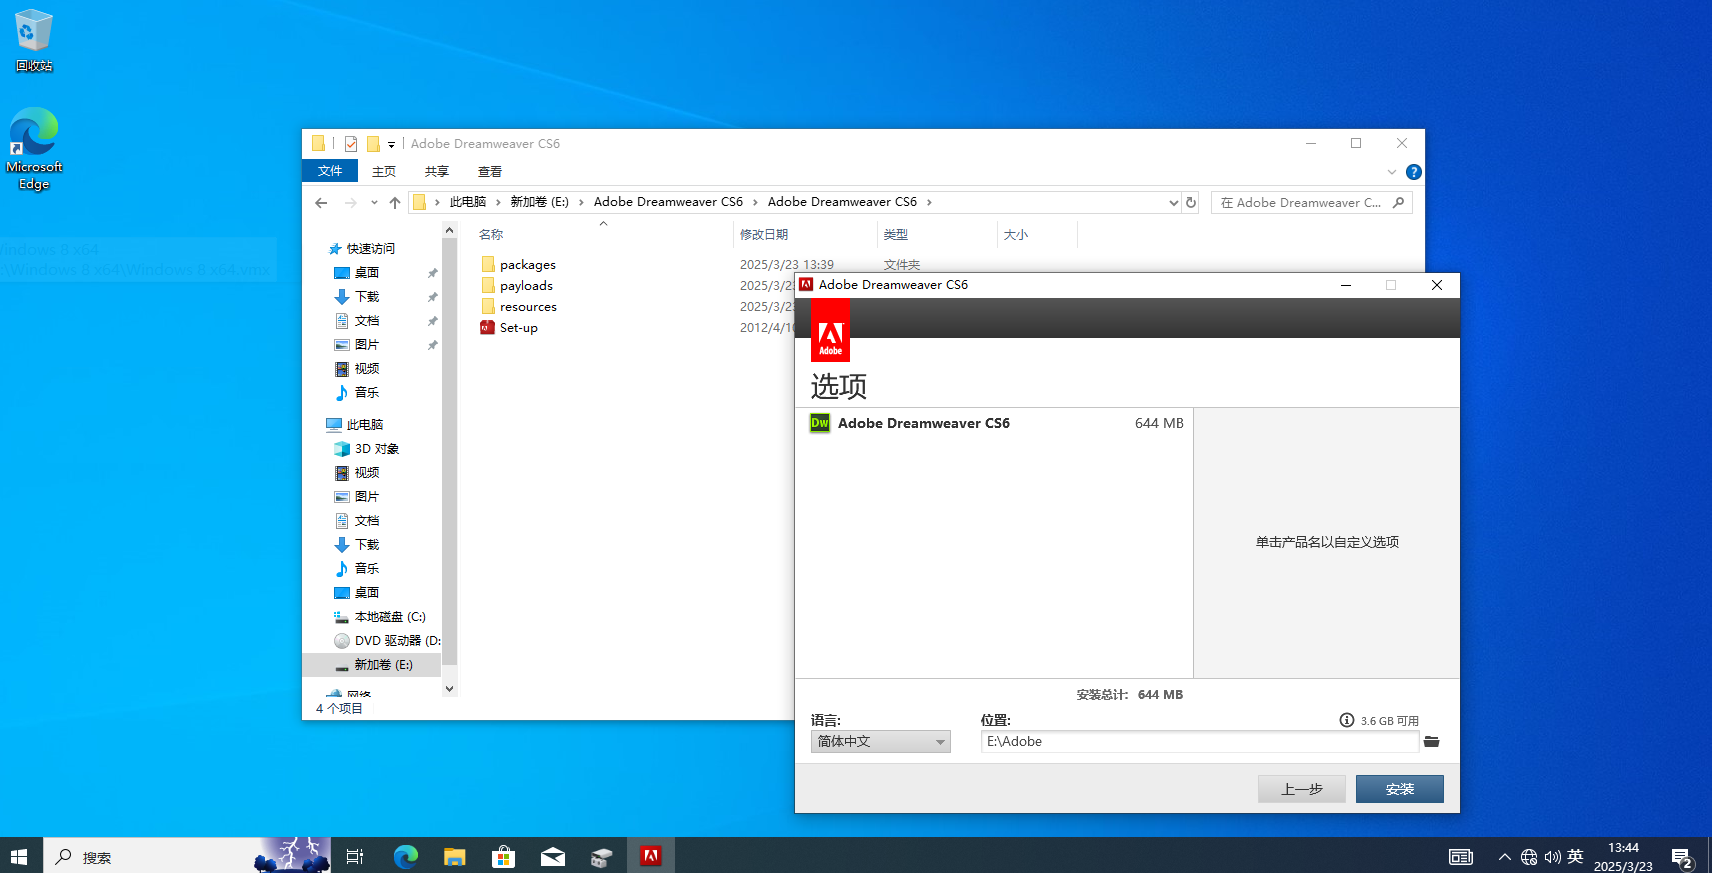 回收站
Microsoft
Edge
Windows 8 x64
:\Windows 8 x64\Windows 8 x64.vmx
Adobe Dreamweaver CS6
文件 主页 共享 查看
此电脑 新加卷 (E:) Adobe Dreamweaver CS6 Adobe Dreamweaver CS6
在 Adobe Dreamweaver C...
名称 修改日期 类型 大小
快速访问
桌面
下载
文档
图片
视频
音乐
此电脑
3D 对象
视频
图片
文档
下载
音乐
桌面
本地磁盘 (C:)
DVD 驱动器 (D:
新加卷 (E:)
网络
4 个项目
packages 2025/3/23 13:39 文件夹
payloads 2025/3/23
resources 2025/3/23
Set-up 2012/4/10
Adobe Dreamweaver CS6
Adobe
选项
Dw Adobe Dreamweaver CS6 644 MB
单击产品名以自定义选项
安装总计: 644 MB
语言: 位置: 3.6 GB 可用
简体中文 E:\Adobe
上一步 安装
搜索
英
13:44
2025/3/23
2